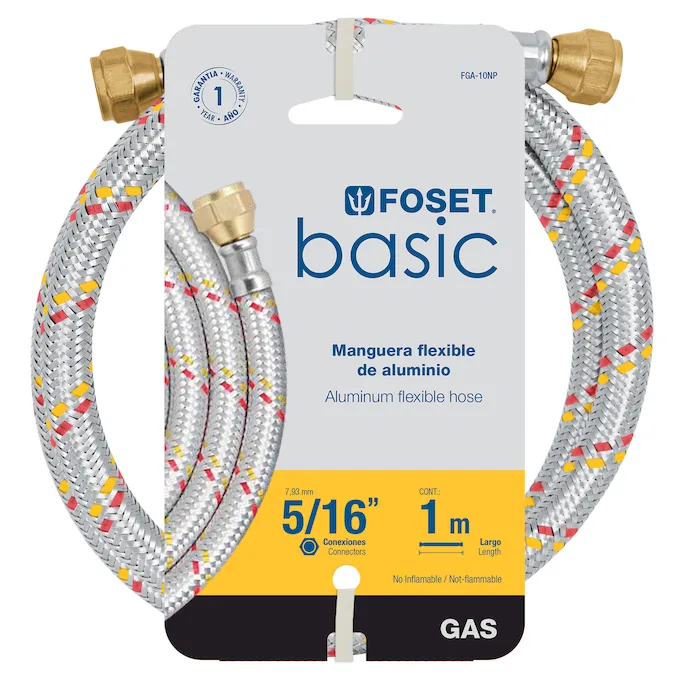 FGA-10NP
GARANTIA • WARRANTY
1
YEAR • AÑO
FOSET®
basic
Manguera flexible
de aluminio
Aluminum flexible hose
7,93 mm
5/16”
Conexiones
Connectors
CONT.:
1 m
Largo
Length
No Inflamable / Not-flammable
GAS